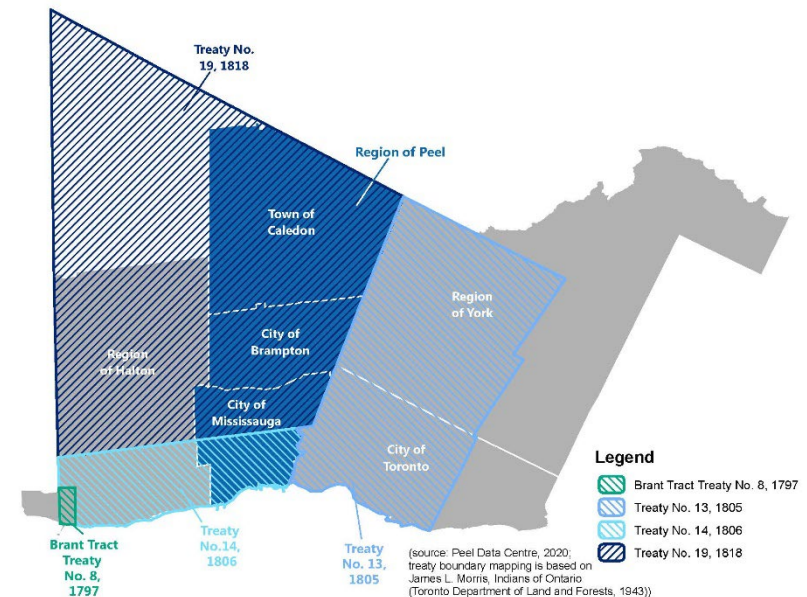 Treaty No.
19, 1818
Region of Peel
Town of
Caledon
Region
of York
City of
Brampton
Region
of Halton
City of
Mississauga
City of
Toronto
Legend
Brant Tract Treaty No. 8, 1797
Treaty No. 13, 1805
Treaty No. 14, 1806
Treaty No. 19, 1818
Brant Tract
Treaty
No. 8,
1797
Treaty
No.14,
1806
Treaty
No. 13,
1805
(source: Peel Data Centre, 2020;
treaty boundary mapping is based on
James L. Morris, Indians of Ontario
(Toronto Department of Land and Forests, 1943))